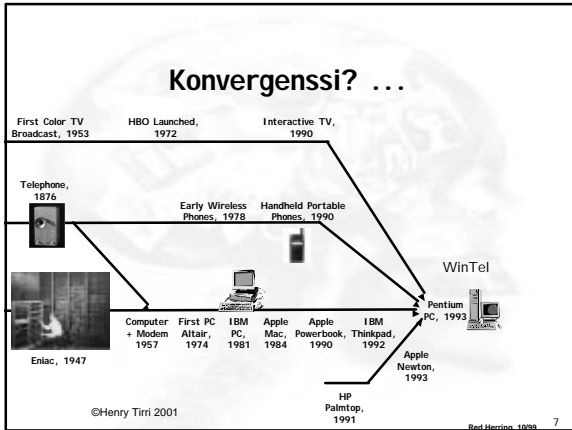 Konvergenssi? ...
First Color TV
Broadcast, 1953
HBO Launched,
1972
Interactive TV,
1990
Telephone,
1876
Early Wireless
Phones, 1978
Handheld Portable
Phones, 1990
WinTel
Pentium
PC, 1993
Eniac, 1947
Computer
+ Modem
1957
First PC
Altair,
1974
IBM
PC,
1981
Apple
Mac,
1984
Apple
Powerbook,
1990
IBM
Thinkpad,
1992
Apple
Newton,
1993
HP
Palmtop,
1991
©Henry Tirri 2001
Red Herring, 10/99
7